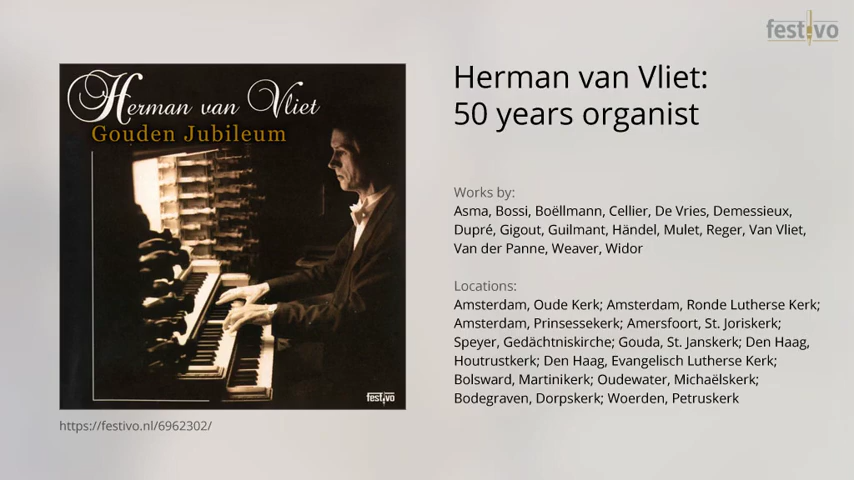 festivo
Herman van Vliet:
50 years organist
Herman van Vliet
Gouden Jubileum
festivo
https://festivo.nl/6962302/
Works by:
Asma, Bossi, Boëllmann, Cellier, De Vries, Demessieux,
Dupré, Gigout, Guilmant, Händel, Mulet, Reger, Van Vliet,
Van der Panne, Weaver, Widor
Locations:
Amsterdam, Oude Kerk; Amsterdam, Ronde Lutherse Kerk;
Amsterdam, Prinsessekerk; Amersfoort, St. Joriskerk;
Speyer, Gedächtniskirche; Gouda, St. Janskerk; Den Haag,
Houtrustkerk; Den Haag, Evangelisch Lutherse Kerk;
Bolsward, Martinikerk; Oudewater, Michaëlskerk;
Bodegraven, Dorpskerk; Woerden, Petruskerk